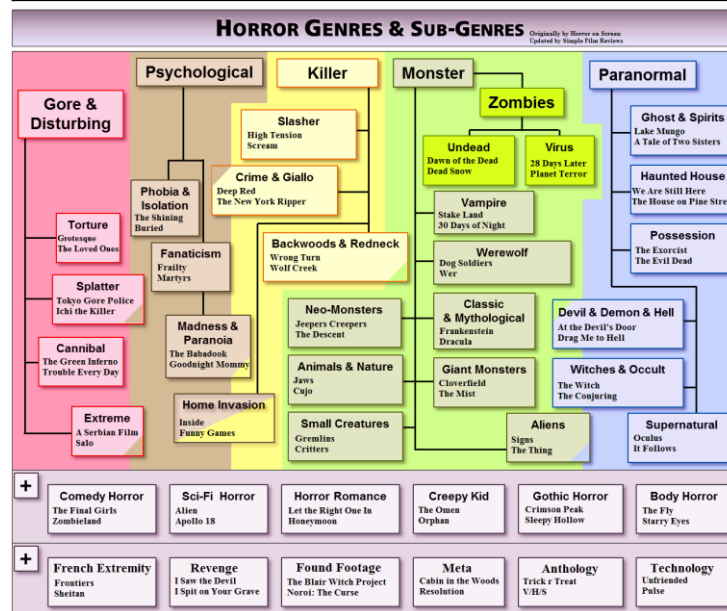 HORROR GENRES & SUB-GENRES
Originally by Horror on Screen
Updated by Simple Film Reviews
Gore &
Disturbing
Torture
Grotesque
The Loved Ones
Splatter
Tokyo Gore Police
Ichi the Killer
Cannibal
The Green Inferno
Trouble Every Day
Extreme
A Serbian Film
Salo
Psychological
Phobia &
Isolation
The Shining
Buried
Fanaticism
Frailty
Martyrs
Madness &
Paranoia
The Babadook
Goodnight Mommy
Killer
Slasher
High Tension
Scream
Crime & Giallo
Deep Red
The New York Ripper
Backwoods & Redneck
Wrong Turn
Wolf Creek
Home Invasion
Inside
Funny Games
Monster
Zombies
Undead
Dawn of the Dead
Dead Snow
Virus
28 Days Later
Planet Terror
Vampire
Stake Land
30 Days of Night
Werewolf
Dog Soldiers
Wer
Neo-Monsters
Jeepers Creepers
The Descent
Classic
& Mythological
Frankenstein
Dracula
Animals & Nature
Jaws
Cujo
Giant Monsters
Cloverfield
The Mist
Small Creatures
Gremlins
Critters
Aliens
Signs
The Thing
Paranormal
Ghost & Spirits
Lake Mungo
A Tale of Two Sisters
Haunted House
We Are Still Here
The House on Pine Stre
Possession
The Exorcist
The Evil Dead
Devil & Demon & Hell
At the Devil's Door
Drag Me to Hell
Witches & Occult
The Witch
The Conjuring
Supernatural
Oculus
It Follows
+
Comedy Horror
The Final Girls
Zombieland
Sci-Fi Horror
Alien
Apollo 18
Horror Romance
Let the Right One In
Honeymoon
Creepy Kid
The Omen
Orphan
Gothic Horror
Crimson Peak
Sleepy Hollow
Body Horror
The Fly
Starry Eyes
+
French Extremity
Frontiers
Sheitan
Revenge
I Saw the Devil
I Spit on Your Grave
Found Footage
The Blair Witch Project
Noroi: The Curse
Meta
Cabin in the Woods
Resolution
Anthology
Trick r Treat
V/H/S
Technology
Unfriended
Pulse